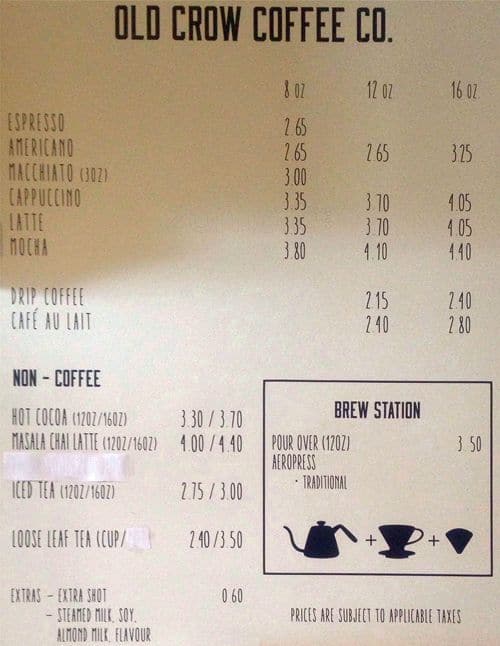 OLD CROW COFFEE CO.
8 OZ 12 OZ 16 OZ
ESPRESSO 2.65
AMERICANO 2.65 2.65 3.25
MACCHIATO (3OZ) 3.00
CAPPUCCINO 3.35 3.70 4.05
LATTE 3.35 3.70 4.05
MOCHA 3.80 4.10 4.40
DRIP COFFEE 2.15 2.40
CAFÉ AU LAIT 2.40 2.80
NON - COFFEE
HOT COCOA (12OZ/16OZ) 3.30 / 3.70
MASALA CHAI LATTE (12OZ/16OZ) 4.00 / 4.40
ICED TEA (12OZ/16OZ) 2.75 / 3.00
LOOSE LEAF TEA (CUP/ 2.40 /3.50
EXTRAS - EXTRA SHOT 0.60
- STEAMED MILK, SOY,
ALMOND MILK, FLAVOUR
BREW STATION
POUR OVER (12OZ) 3.50
AEROPRESS
• TRADITIONAL
+ +
PRICES ARE SUBJECT TO APPLICABLE TAXES